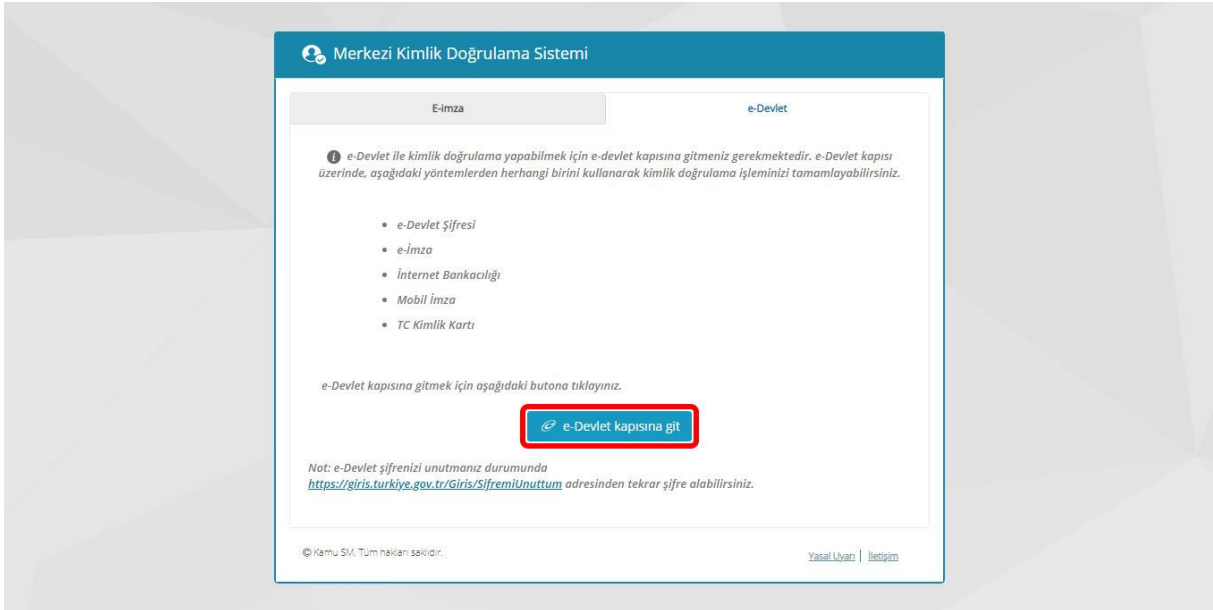 Merkezi Kimlik Doğrulama Sistemi
E-imza
e-Devlet
e-Devlet ile kimlik doğrulama yapabilmek için e-devlet kapısına gitmeniz gerekmektedir. e-Devlet kapısı
üzerinde, aşağıdaki yöntemlerden herhangi birini kullanarak kimlik doğrulama işleminizi tamamlayabilirsiniz.
• e-Devlet Şifresi
• e-İmza
• İnternet Bankacılığı
• Mobil İmza
• TC Kimlik Kartı
e-Devlet kapısına gitmek için aşağıdaki butona tıklayınız.
e-Devlet kapısına git
Not: e-Devlet şifrenizi unutmanız durumunda
https://giris.turkiye.gov.tr/Giris/SifremiUnuttum adresinden tekrar şifre alabilirsiniz.
© Kamu SM, Tüm hakları saklıdır.
Yasal Uyarı | İletişim